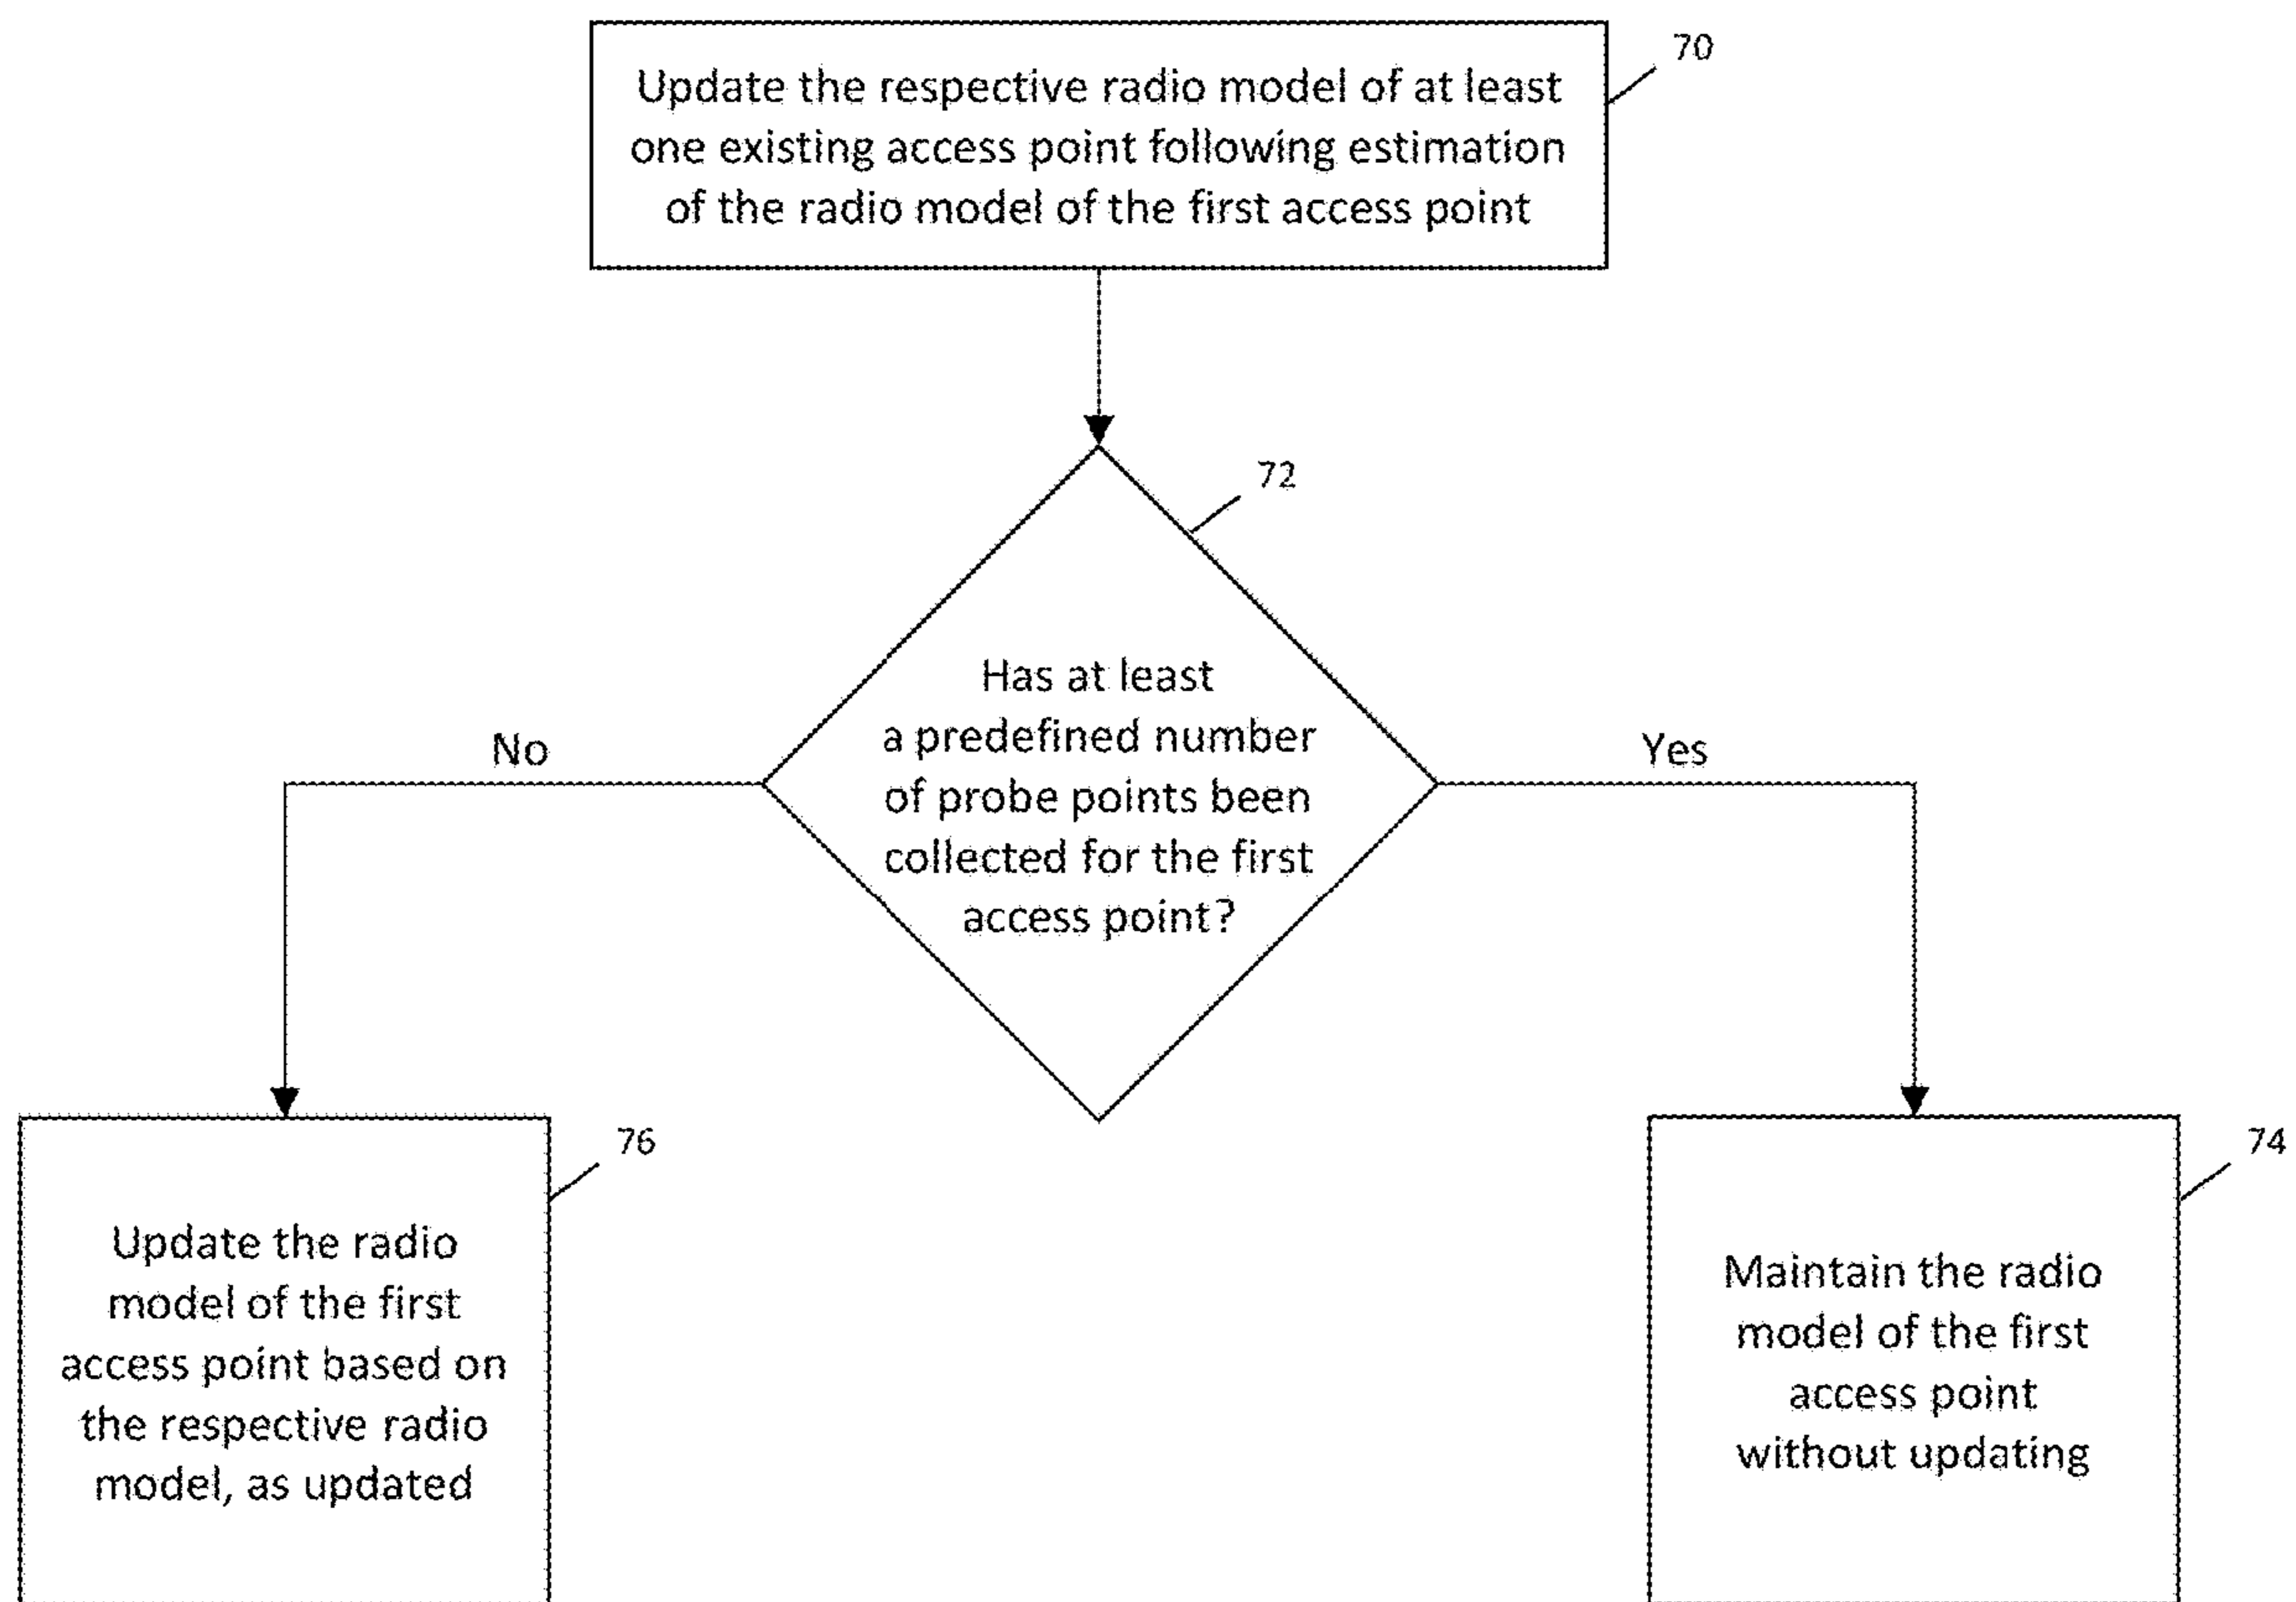 70
Update the respective radio model of at least
one existing access point following estimation
of the radio model of the first access point
72
Has at least
a predefined number
of probe points been
collected for the first
access point?
No
Yes
76
Update the radio
model of the first
access point based on
the respective radio
model, as updated
74
Maintain the radio
model of the first
access point
without updating